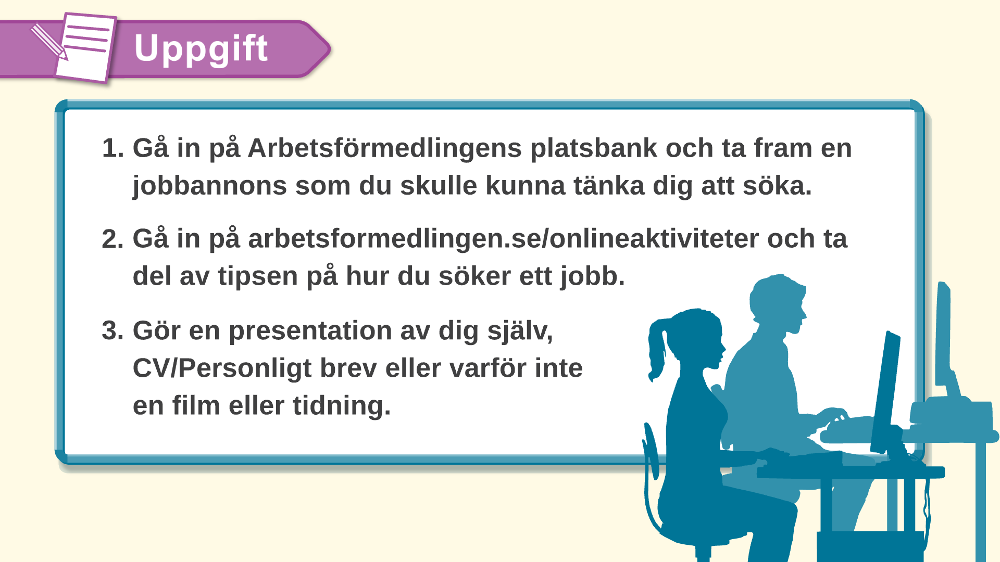 Uppgift
1. Gå in på Arbetsförmedlingens platsbank och ta fram en
jobbannons som du skulle kunna tänka dig att söka.
2. Gå in på arbetsformedlingen.se/onlineaktiviteter och ta
del av tipsen på hur du söker ett jobb.
3. Gör en presentation av dig själv,
CV/Personligt brev eller varför inte
en film eller tidning.